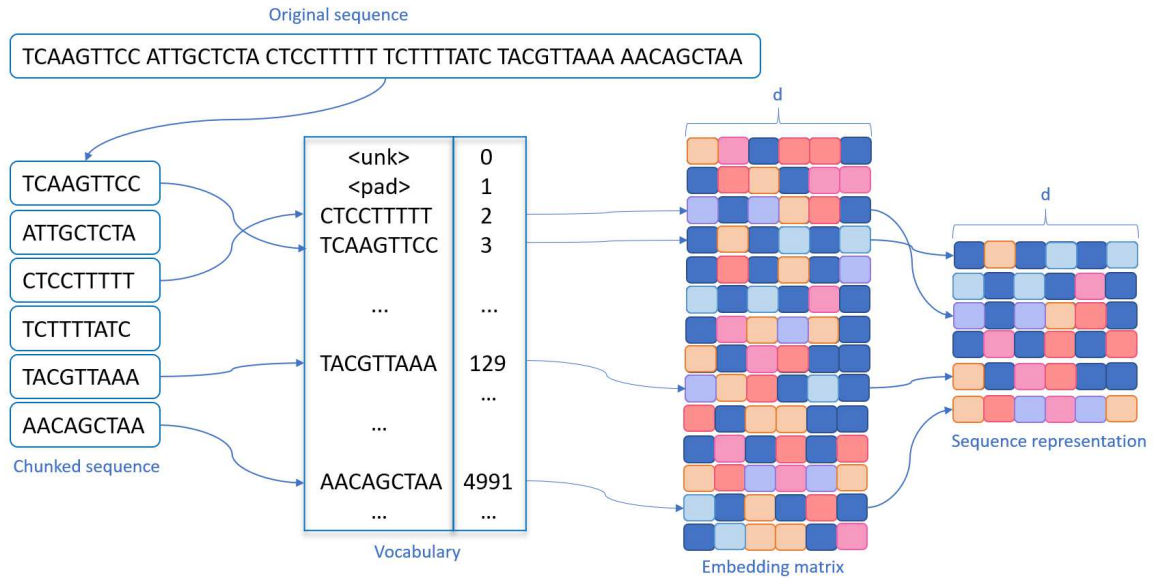 Original sequence
TCAAGTTCC ATTGCTCTA CTCCTTTTT TCTTTTATC TACGTTAAA AACAGCTAA
TCAAGTTCC
ATTGCTCTA
CTCCTTTTT
TCTTTTATC
TACGTTAAA
AACAGCTAA
Chunked sequence
<unk> 0
<pad> 1
CTCCTTTTT 2
TCAAGTTCC 3
... ...
TACGTTAAA 129
...
...
AACAGCTAA 4991
... ...
Vocabulary
d
Embedding matrix
d
Sequence representation